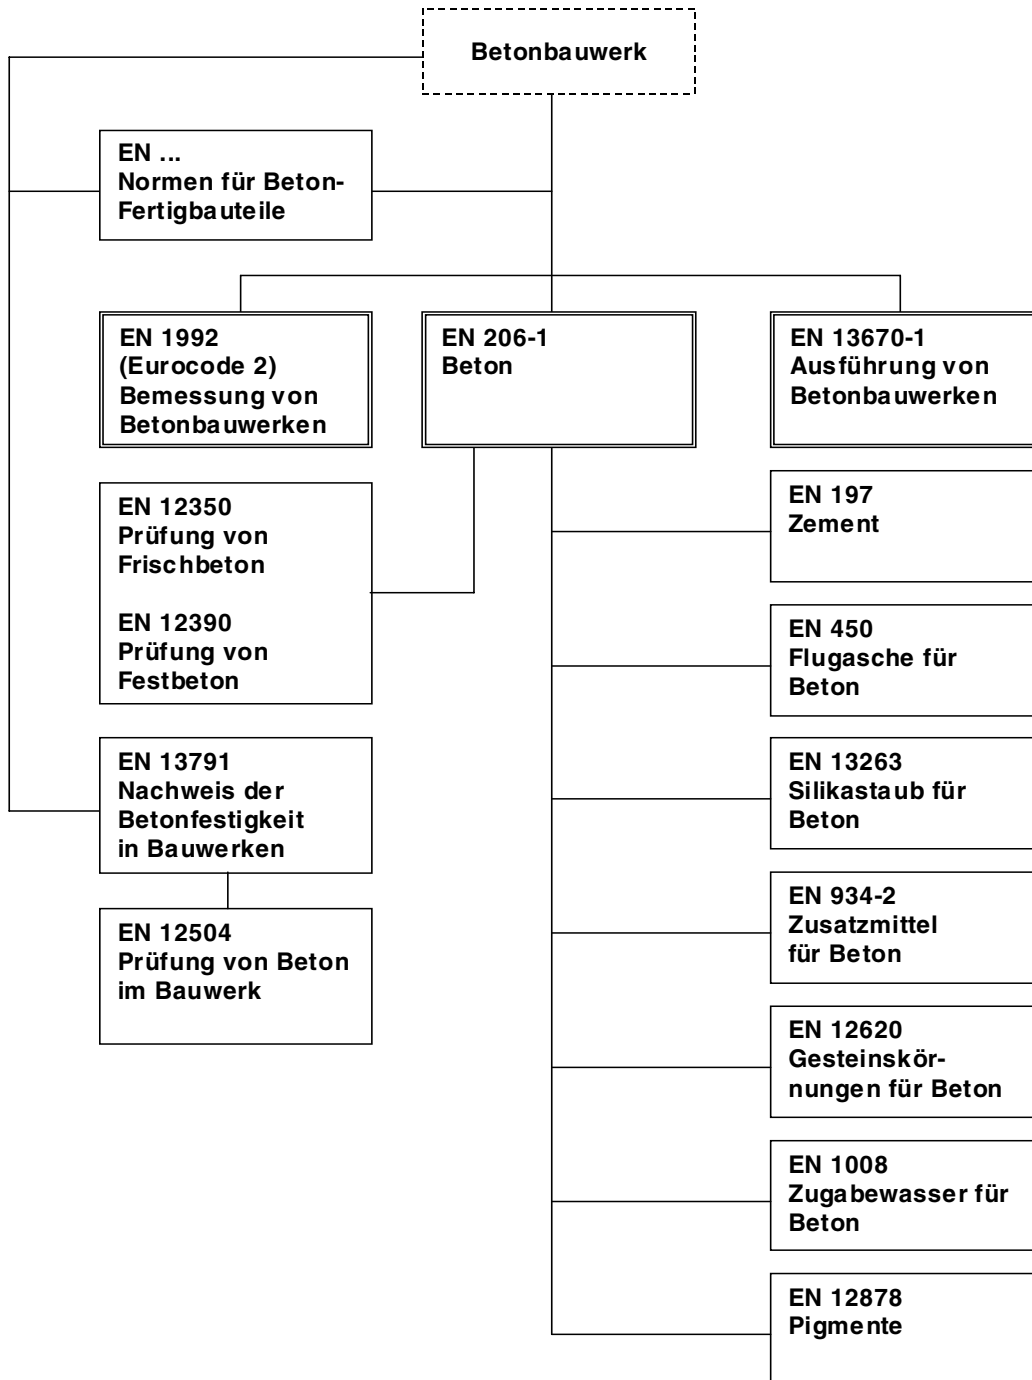 Betonbauwerk
EN ...
Normen für Beton-
Fertigbauteile
EN 1992
(Eurocode 2)
Bemessung von
Betonbauwerken
EN 206-1
Beton
EN 13670-1
Ausführung von
Betonbauwerken
EN 12350
Prüfung von
Frischbeton
EN 12390
Prüfung von
Festbeton
EN 13791
Nachweis der
Betonfestigkeit
in Bauwerken
EN 12504
Prüfung von Beton
im Bauwerk
EN 197
Zement
EN 450
Flugasche für
Beton
EN 13263
Silikastaub für
Beton
EN 934-2
Zusatzmittel
für Beton
EN 12620
Gesteinskör-
nungen für Beton
EN 1008
Zugabewasser für
Beton
EN 12878
Pigmente